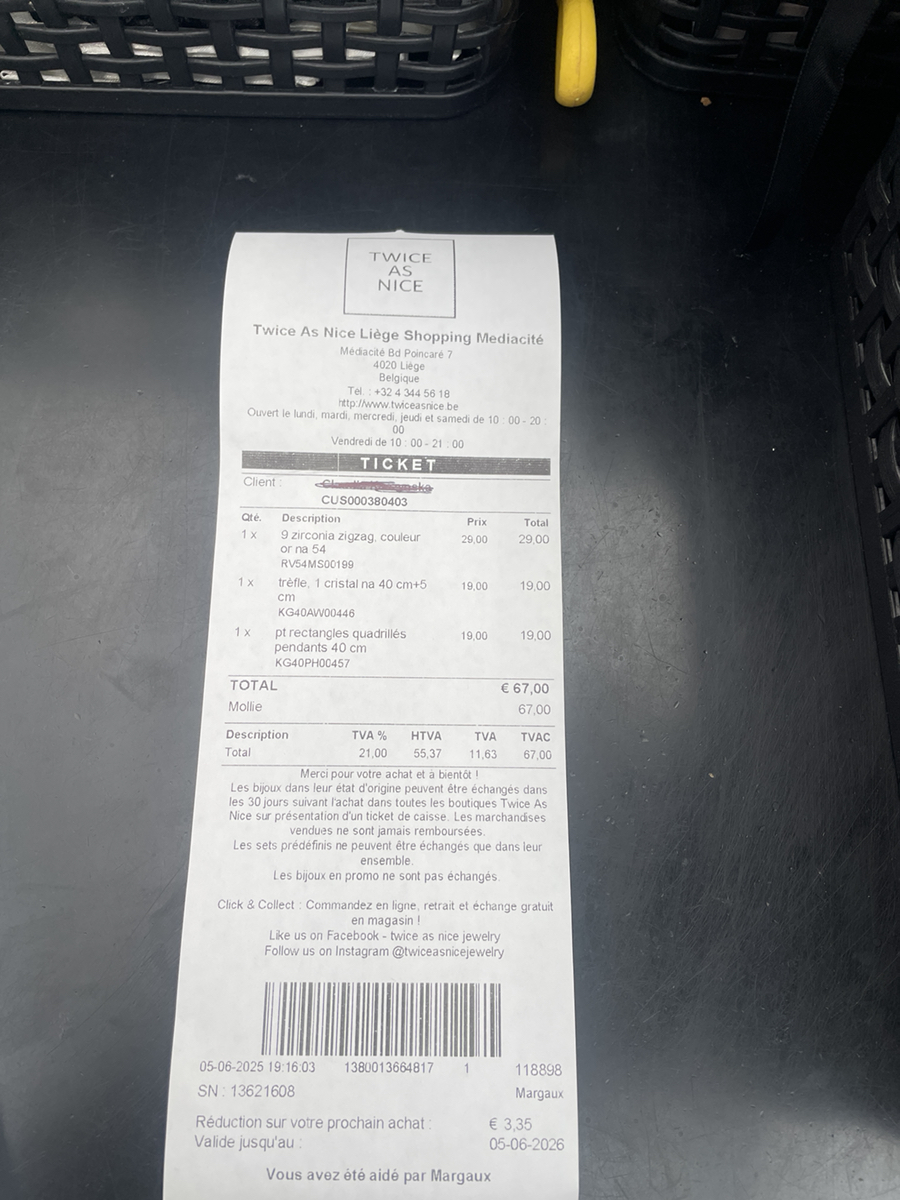 TWICE
AS
NICE
Twice As Nice Liège Shopping Mediacité
Médiacité Bd Poincaré 7
4020 Liège
Belgique
Tél. : +32 4 344 56 18
http://www.twiceasnice.be
Ouvert le lundi, mardi, mercredi, jeudi et samedi de 10 : 00 - 20 :
00
Vendredi de 10 : 00 - 21 : 00
TICKET
Client :
CUS000380403
Qté. Description Prix Total
1 x 9 zirconia zigzag, couleur 29,00 29,00
or na 54
RV54MS00199
1 x trèfle, 1 cristal na 40 cm+5 19,00 19,00
cm
KG40AW00446
1 x pt rectangles quadrillés 19,00 19,00
pendants 40 cm
KG40PH00457
TOTAL € 67,00
Mollie 67,00
Description TVA % HTVA TVA TVAC
Total 21,00 55,37 11,63 67,00
Merci pour votre achat et à bientôt !
Les bijoux dans leur état d'origine peuvent être échangés dans
les 30 jours suivant l'achat dans toutes les boutiques Twice As
Nice sur présentation d'un ticket de caisse. Les marchandises
vendues ne sont jamais remboursées.
Les sets prédéfinis ne peuvent être échangés que dans leur
ensemble.
Les bijoux en promo ne sont pas échangés.
Click & Collect : Commandez en ligne, retrait et échange gratuit
en magasin !
Like us on Facebook - twice as nice jewelry
Follow us on Instagram @twiceasnicejewelry
05-06-2025 19:16:03 1380013664817 1 118898
SN : 13621608 Margaux
Réduction sur votre prochain achat : € 3,35
Valide jusqu'au : 05-06-2026
Vous avez été aidé par Margaux